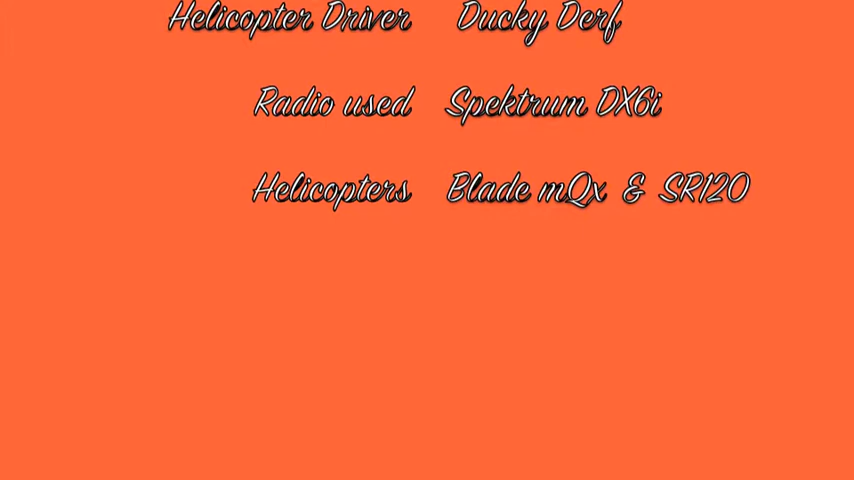 Helicopter Driver Ducky Derf
Radio used Spektrum DX6i
Helicopters Blade mQx & SR120